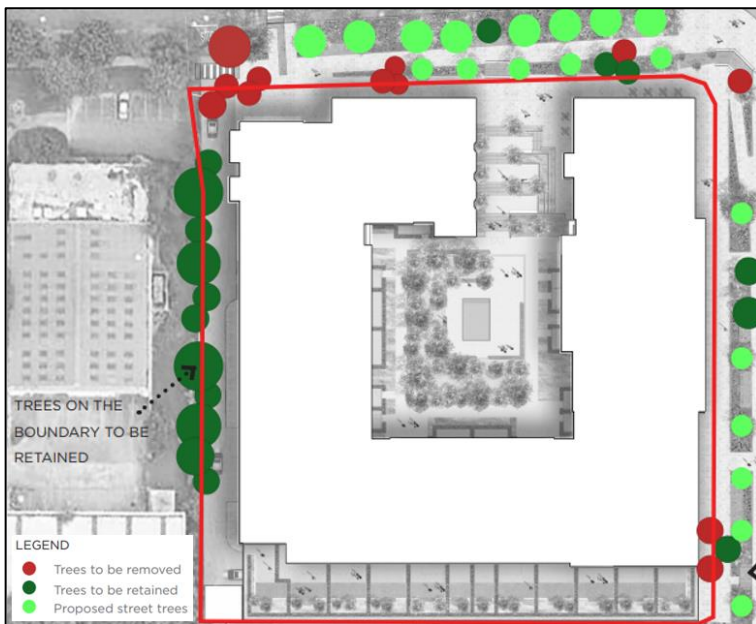 TREES ON THE
BOUNDARY TO BE
RETAINED
LEGEND
Trees to be removed
Trees to be retained
Proposed street trees